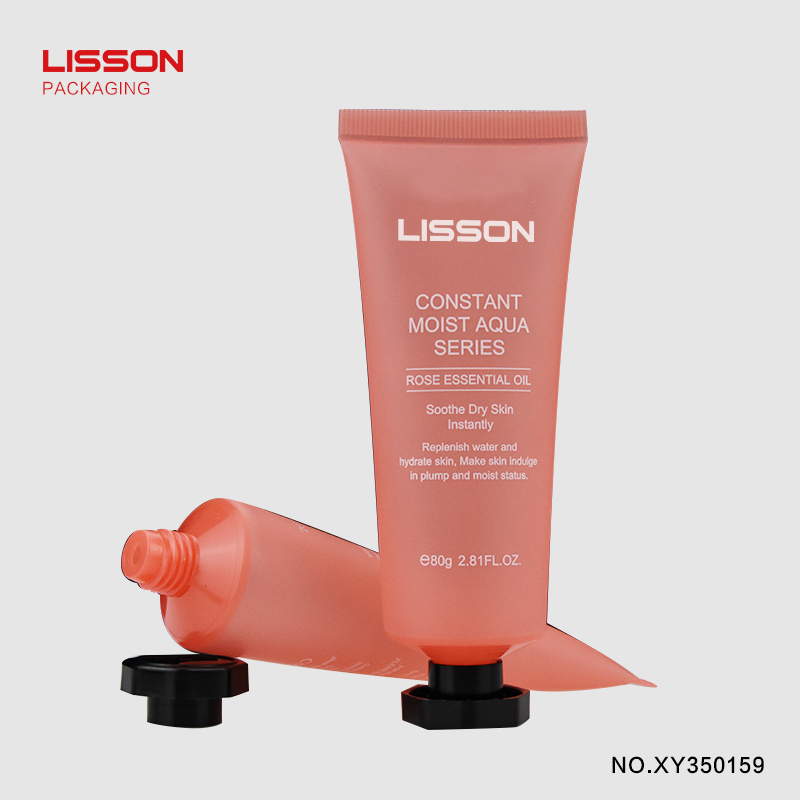 LISSON
PACKAGING
LISSON
CONSTANT
MOIST AQUA
SERIES
ROSE ESSENTIAL OIL
Soothe Dry Skin
Instantly
Replenish water and
hydrate skin, Make skin indulge
in plump and moist status.
℮80g 2.81FL.OZ.
NO.XY350159